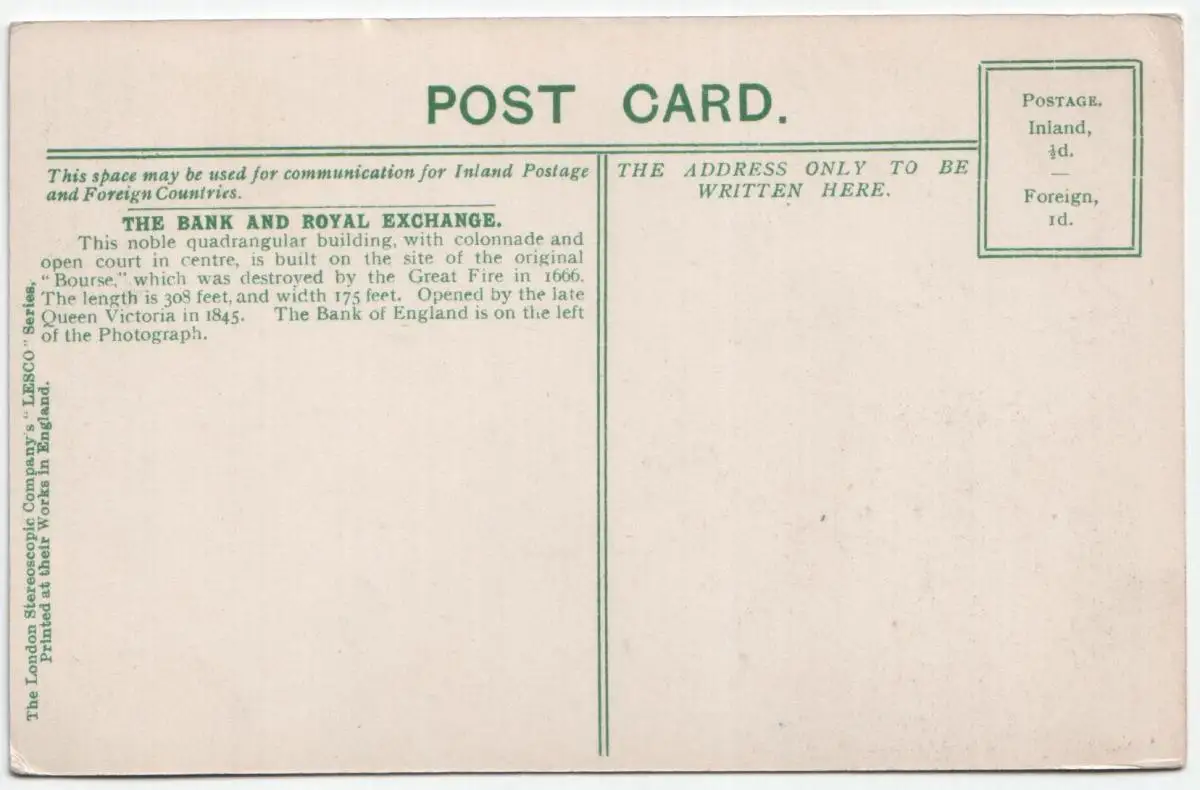 POST CARD.
POSTAGE.
Inland,
½d.
—
Foreign,
1d.
This space may be used for communication for Inland Postage
and Foreign Countries.
THE ADDRESS ONLY TO BE
WRITTEN HERE.
THE BANK AND ROYAL EXCHANGE.
This noble quadrangular building, with colonnade and
open court in centre, is built on the site of the original
"Bourse," which was destroyed by the Great Fire in 1666.
The length is 308 feet, and width 175 feet. Opened by the late
Queen Victoria in 1845. The Bank of England is on the left
of the Photograph.
The London Stereoscopic Company's "LESCO" Series.
Printed at their Works in England.